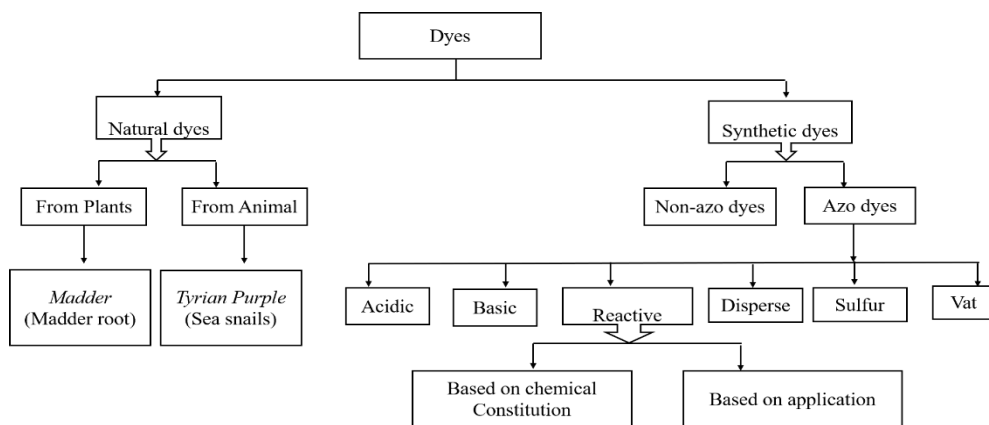 Dyes
Natural dyes
Synthetic dyes
From Plants
From Animal
Non-azo dyes
Azo dyes
Madder
(Madder root)
Tyrian Purple
(Sea snails)
Acidic
Basic
Reactive
Disperse
Sulfur
Vat
Based on chemical
Constitution
Based on application